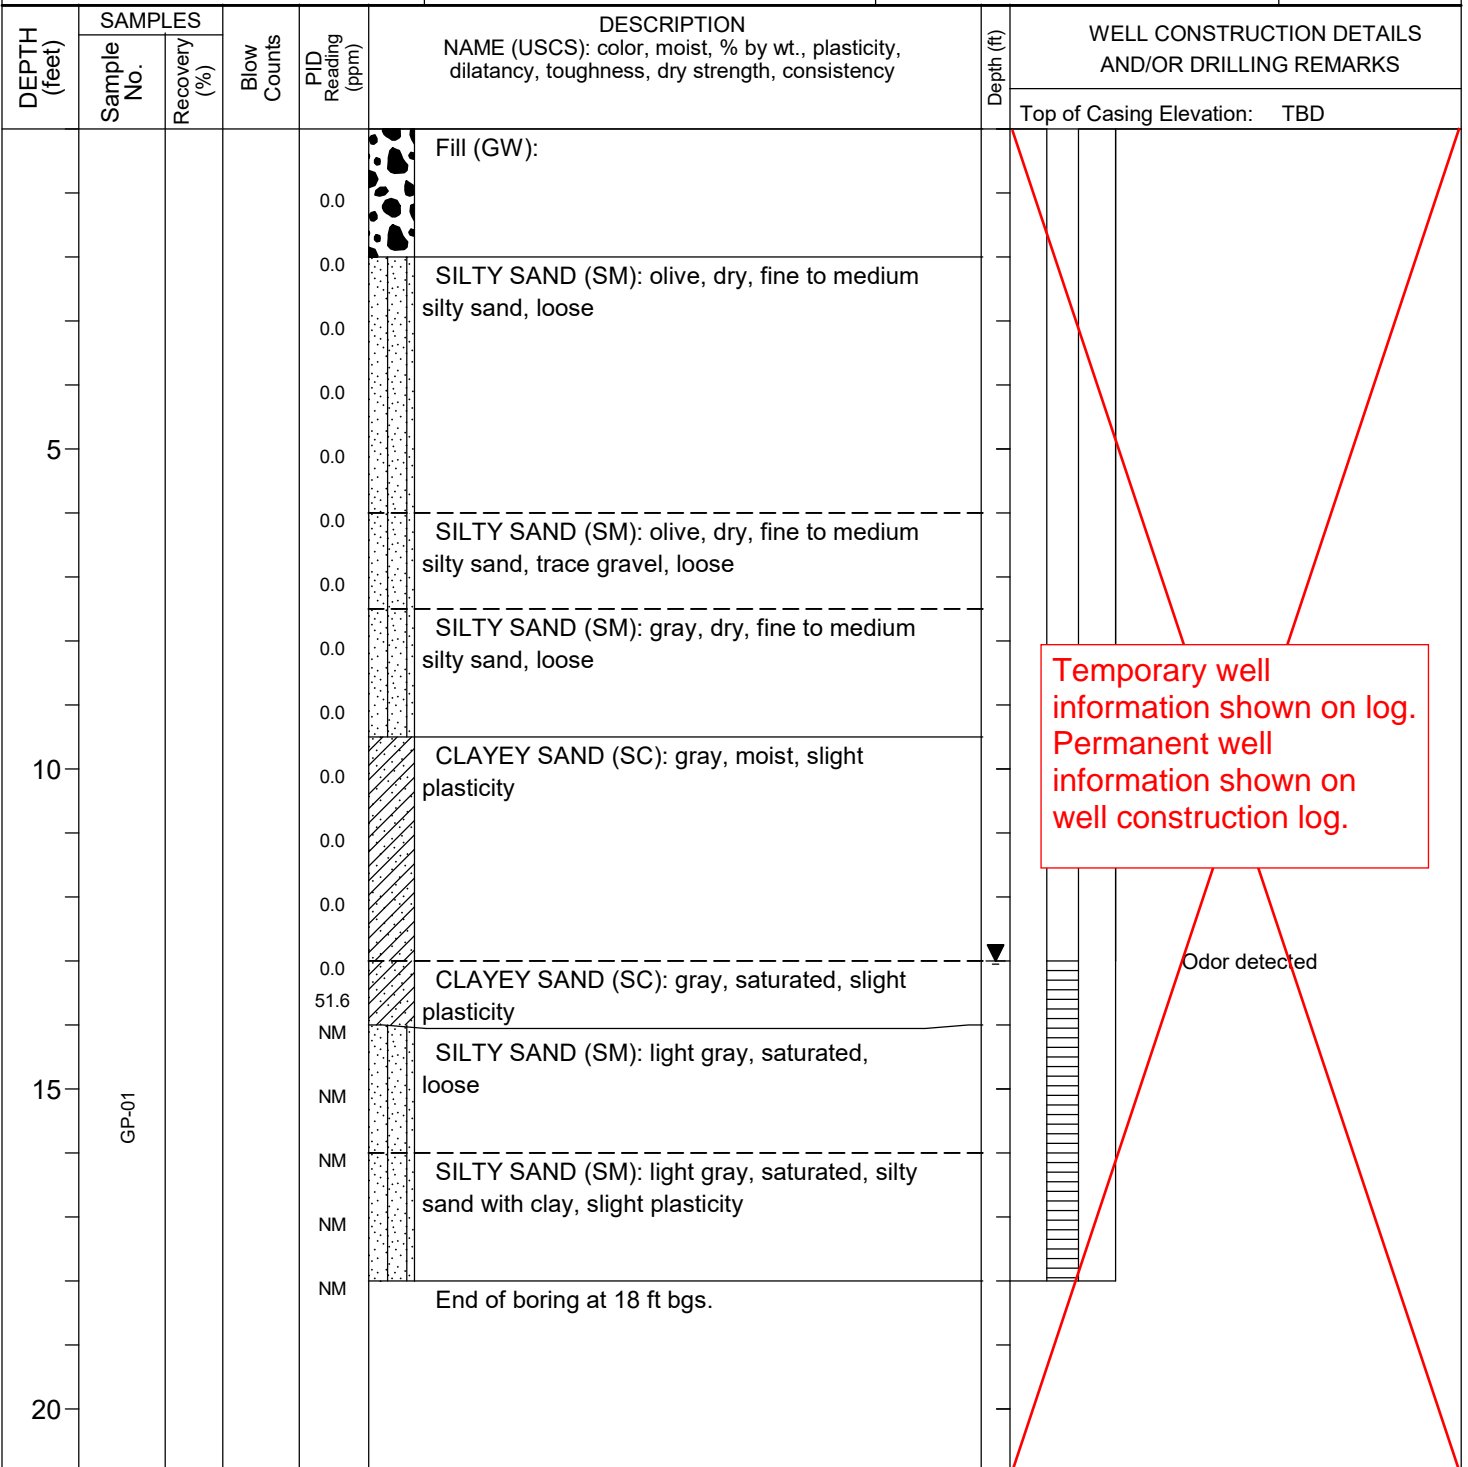 SAMPLES
DEPTH
(feet)
Sample
No.
Recovery
(%)
Blow
Counts
PID
Reading
(ppm)
DESCRIPTION
NAME (USCS): color, moist, % by wt., plasticity,
dilatancy, toughness, dry strength, consistency
Depth (ft)
WELL CONSTRUCTION DETAILS
AND/OR DRILLING REMARKS
Top of Casing Elevation: TBD
Fill (GW):
0.0
0.0
SILTY SAND (SM): olive, dry, fine to medium
silty sand, loose
0.0
0.0
5
0.0
0.0
SILTY SAND (SM): olive, dry, fine to medium
silty sand, trace gravel, loose
0.0
SILTY SAND (SM): gray, dry, fine to medium
silty sand, loose
0.0
0.0
Temporary well
information shown on log.
Permanent well
information shown on
well construction log.
CLAYEY SAND (SC): gray, moist, slight
plasticity
10
0.0
0.0
0.0
0.0
Odor detected
CLAYEY SAND (SC): gray, saturated, slight
plasticity
51.6
NM
SILTY SAND (SM): light gray, saturated,
loose
15
NM
GP-01
NM
SILTY SAND (SM): light gray, saturated, silty
sand with clay, slight plasticity
NM
NM
End of boring at 18 ft bgs.
20